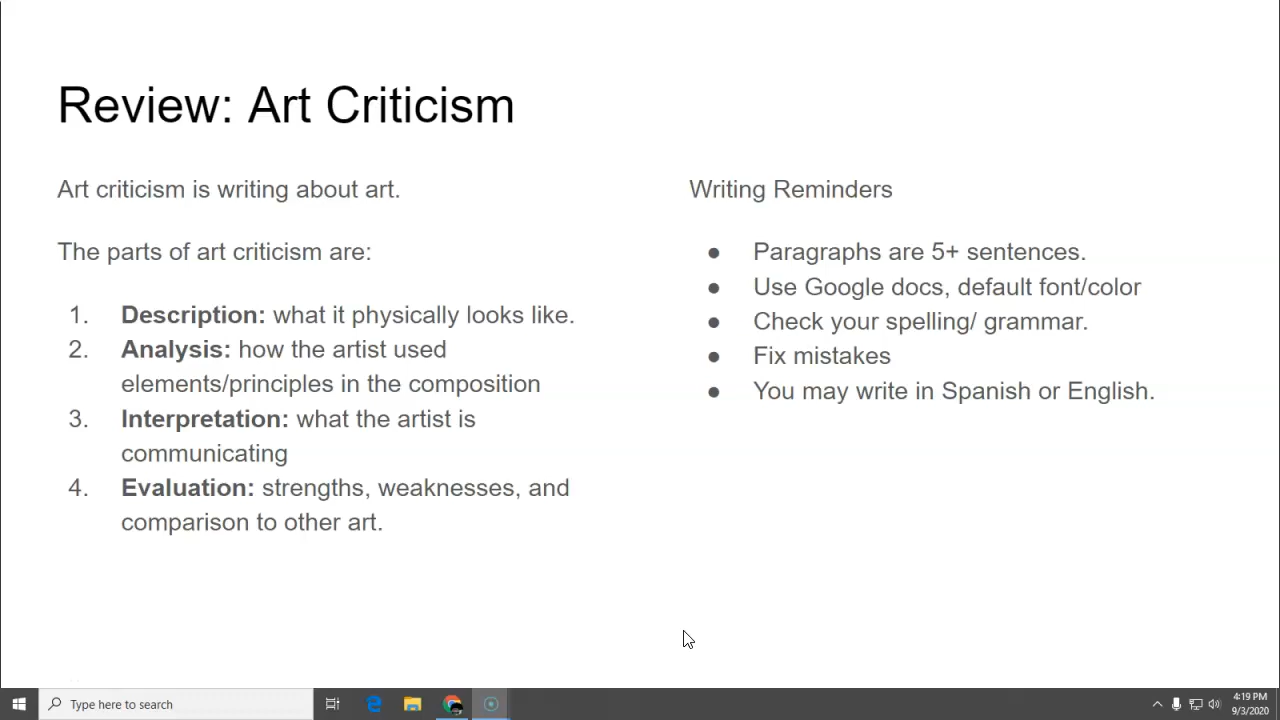 Review: Art Criticism
Art criticism is writing about art.
The parts of art criticism are:
1. Description: what it physically looks like.
2. Analysis: how the artist used
elements/principles in the composition
3. Interpretation: what the artist is
communicating
4. Evaluation: strengths, weaknesses, and
comparison to other art.
Writing Reminders
● Paragraphs are 5+ sentences.
● Use Google docs, default font/color
● Check your spelling/ grammar.
● Fix mistakes
● You may write in Spanish or English.
Type here to search
4:19 PM
9/3/2020